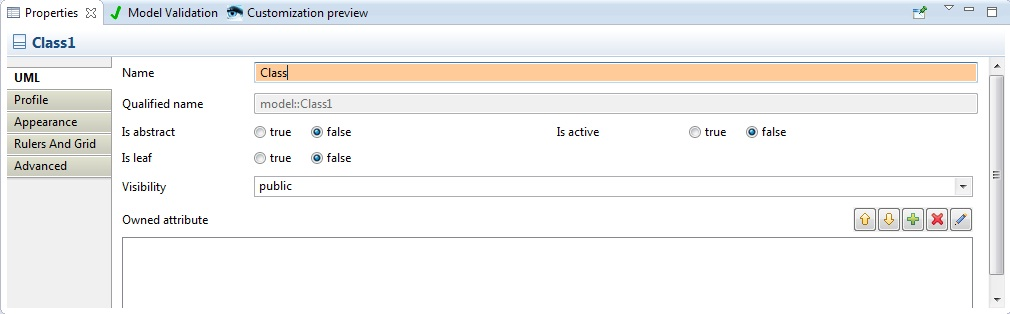 Properties Model Validation Customization preview
Class1
UML
Profile
Appearance
Rulers And Grid
Advanced
Name Class
Qualified name model::Class1
Is abstract true false Is active true false
Is leaf true false
Visibility public
Owned attribute